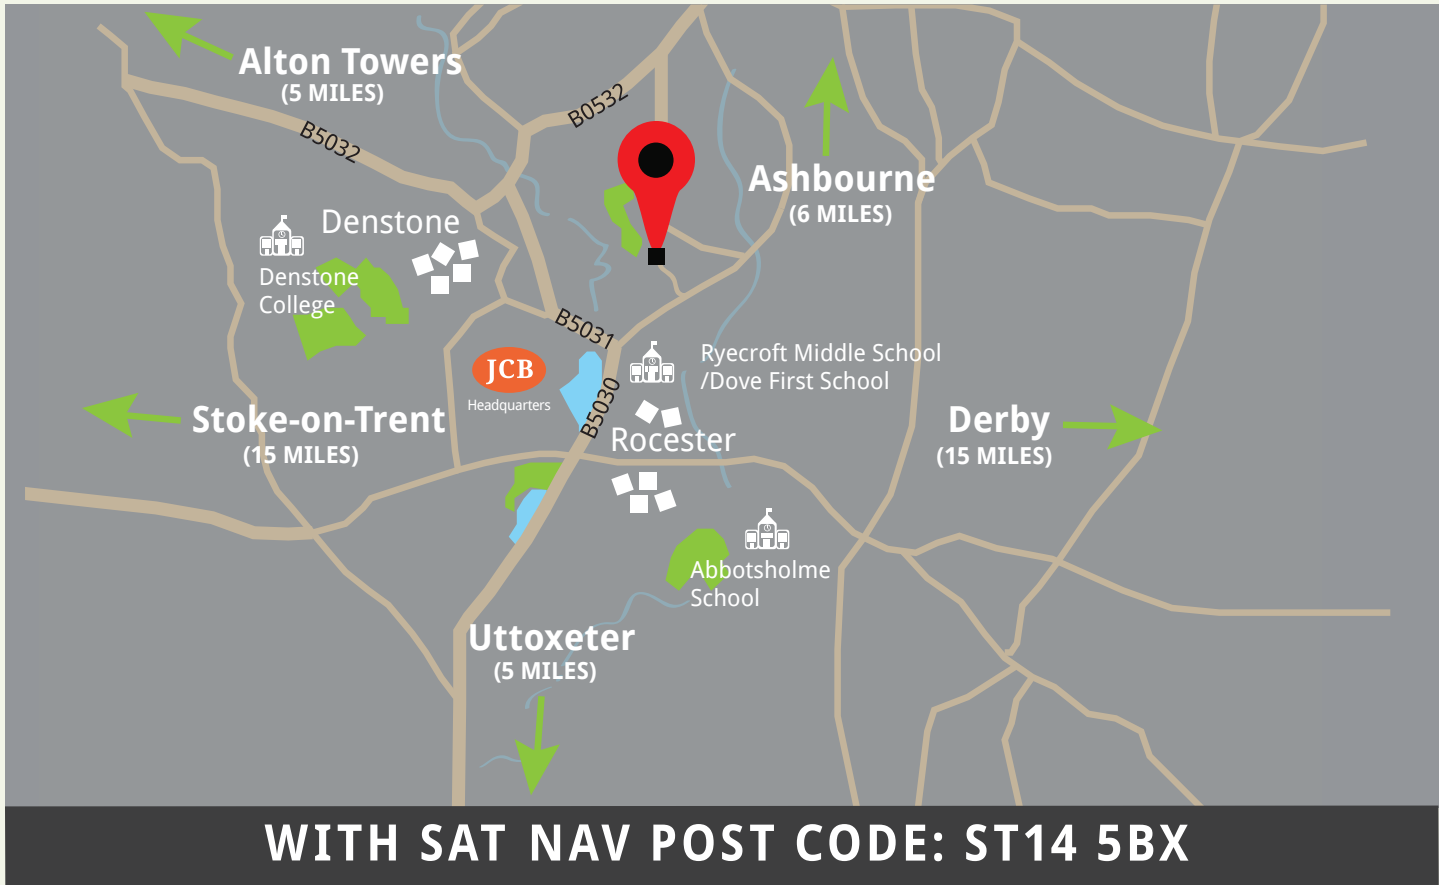 Alton Towers
(5 MILES)
B0532
B5032
Ashbourne
(6 MILES)
Denstone
Denstone
College
B5031
JCB
Headquarters
Ryecroft Middle School
/Dove First School
B5030
Stoke-on-Trent
(15 MILES)
Rocester
Derby
(15 MILES)
Abbotsholme
School
Uttoxeter
(5 MILES)
WITH SAT NAV POST CODE: ST14 5BX